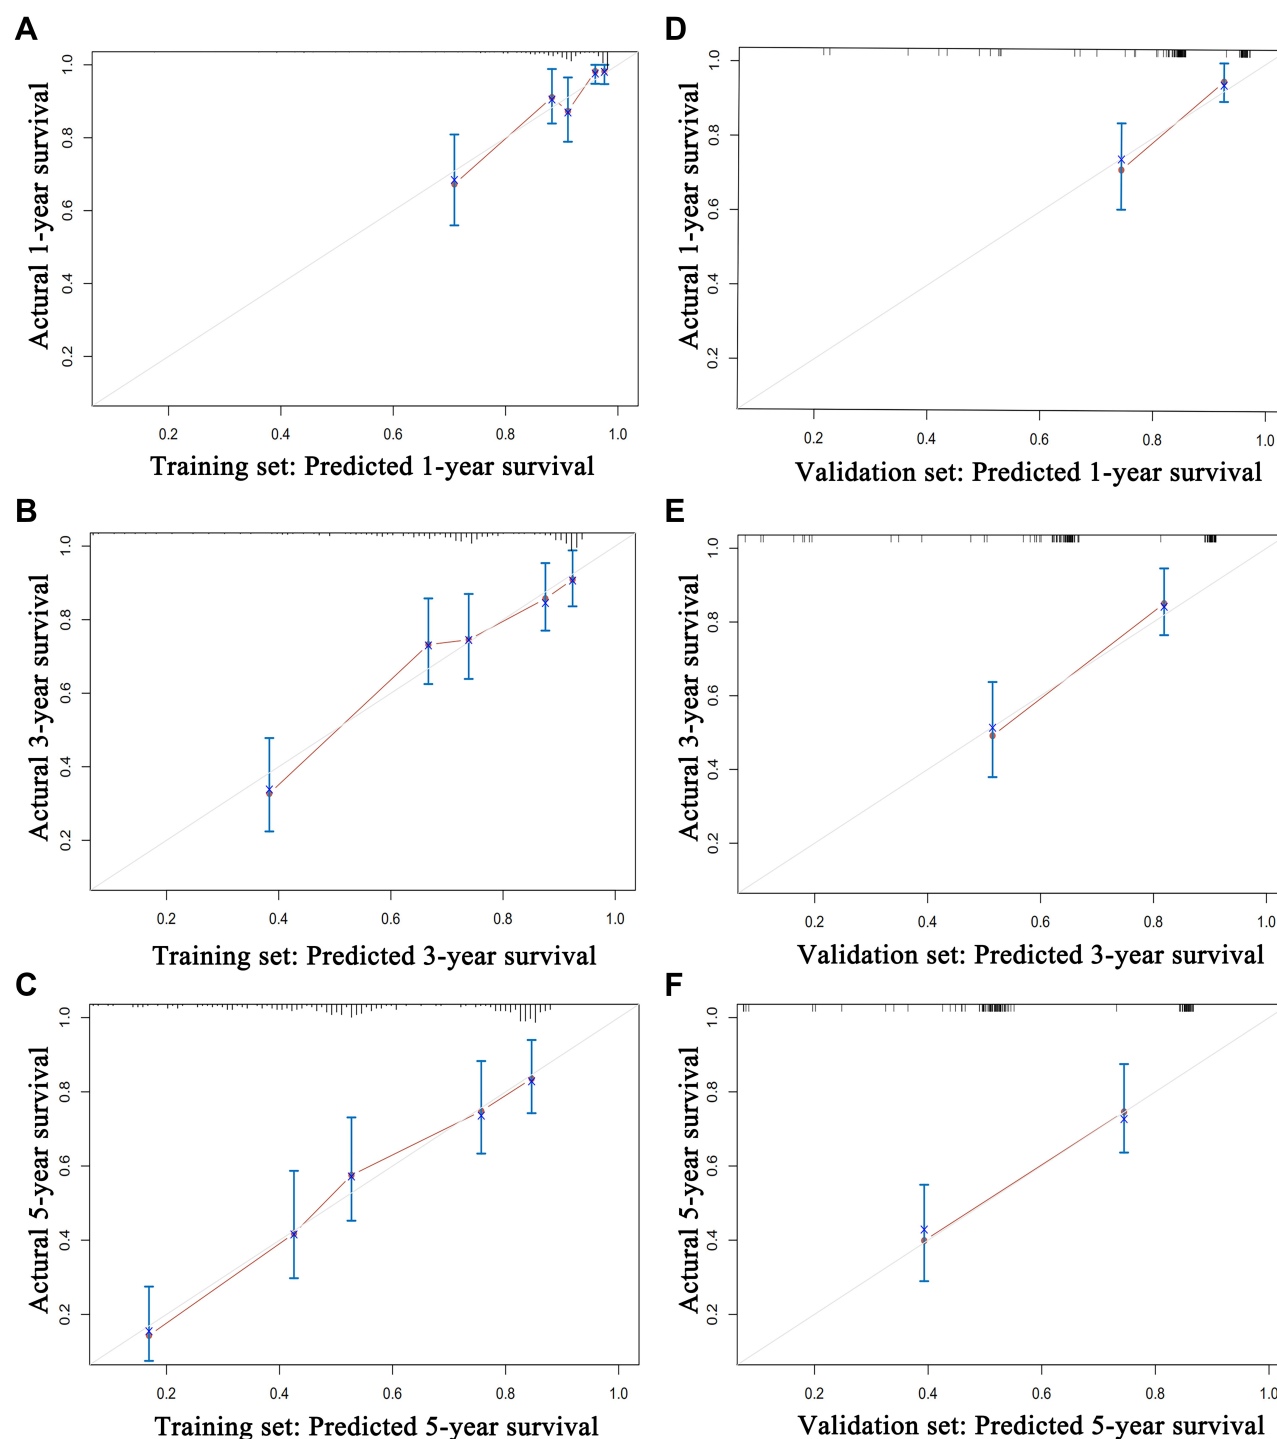 A
Actural 1-year survival
1.0
0.8
0.6
0.4
0.2
0.2 0.4 0.6 0.8 1.0
Training set: Predicted 1-year survival
D
Actural 1-year survival
1.0
0.8
0.6
0.4
0.2
0.2 0.4 0.6 0.8 1.0
Validation set: Predicted 1-year survival
B
Actural 3-year survival
1.0
0.8
0.6
0.4
0.2
0.2 0.4 0.6 0.8 1.0
Training set: Predicted 3-year survival
E
Actural 3-year survival
1.0
0.8
0.6
0.4
0.2
0.2 0.4 0.6 0.8 1.0
Validation set: Predicted 3-year survival
C
Actural 5-year survival
1.0
0.8
0.6
0.4
0.2
0.2 0.4 0.6 0.8 1.0
Training set: Predicted 5-year survival
F
Actural 5-year survival
1.0
0.8
0.6
0.4
0.2
0.2 0.4 0.6 0.8 1.0
Validation set: Predicted 5-year survival